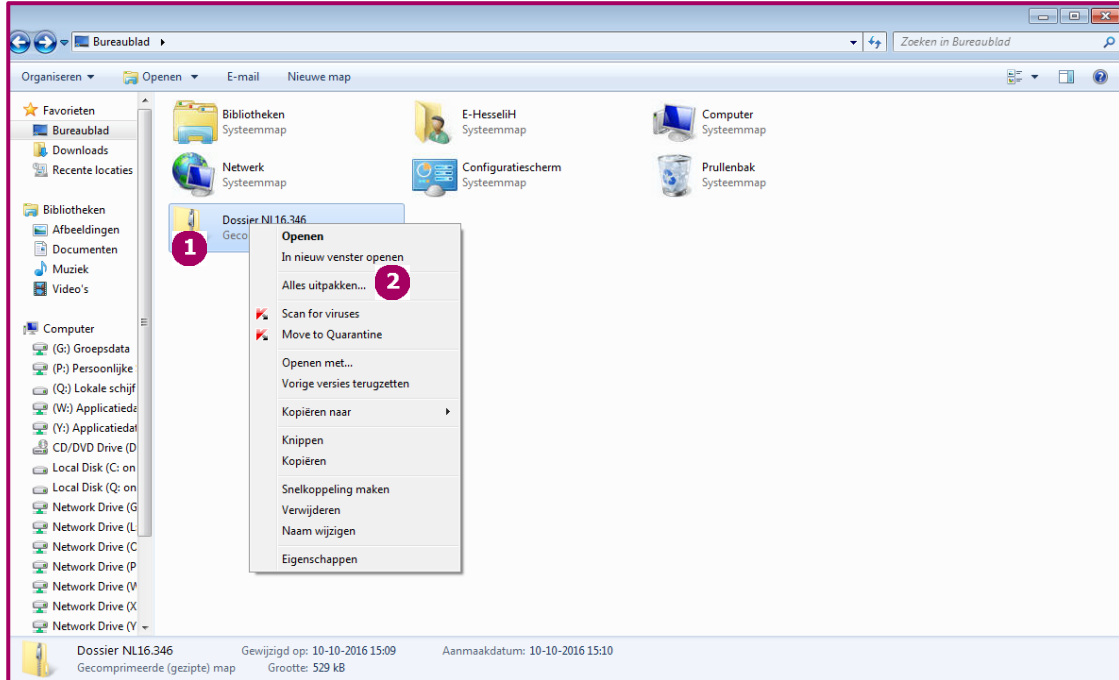 Bureaublad
Zoeken in Bureaublad
Organiseren
Openen
E-mail
Nieuwe map
Favorieten
Bureaublad
Downloads
Recente locaties
Bibliotheken
Afbeeldingen
Documenten
Muziek
Video's
Computer
(G:) Groepsdata
(P:) Persoonlijke
(Q:) Lokale schijf
(W:) Applicatieda
(Y:) Applicatiedat
CD/DVD Drive (D
Local Disk (C: on
Local Disk (Q: on
Network Drive (G
Network Drive (L:
Network Drive (O
Network Drive (P
Network Drive (W
Network Drive (X
Network Drive (Y
Bibliotheken
Systeemmap
E-HesseliH
Systeemmap
Computer
Systeemmap
Netwerk
Systeemmap
Configuratiescherm
Systeemmap
Prullenbak
Systeemmap
Dossier NL16.346
Geco
1
Openen
In nieuw venster openen
Alles uitpakken...
2
Scan for viruses
Move to Quarantine
Openen met...
Vorige versies terugzetten
Kopiëren naar
Knippen
Kopiëren
Snelkoppeling maken
Verwijderen
Naam wijzigen
Eigenschappen
Dossier NL16.346 Gewijzigd op: 10-10-2016 15:09 Aanmaakdatum: 10-10-2016 15:10
Gecomprimeerde (gezipte) map Grootte: 529 kB